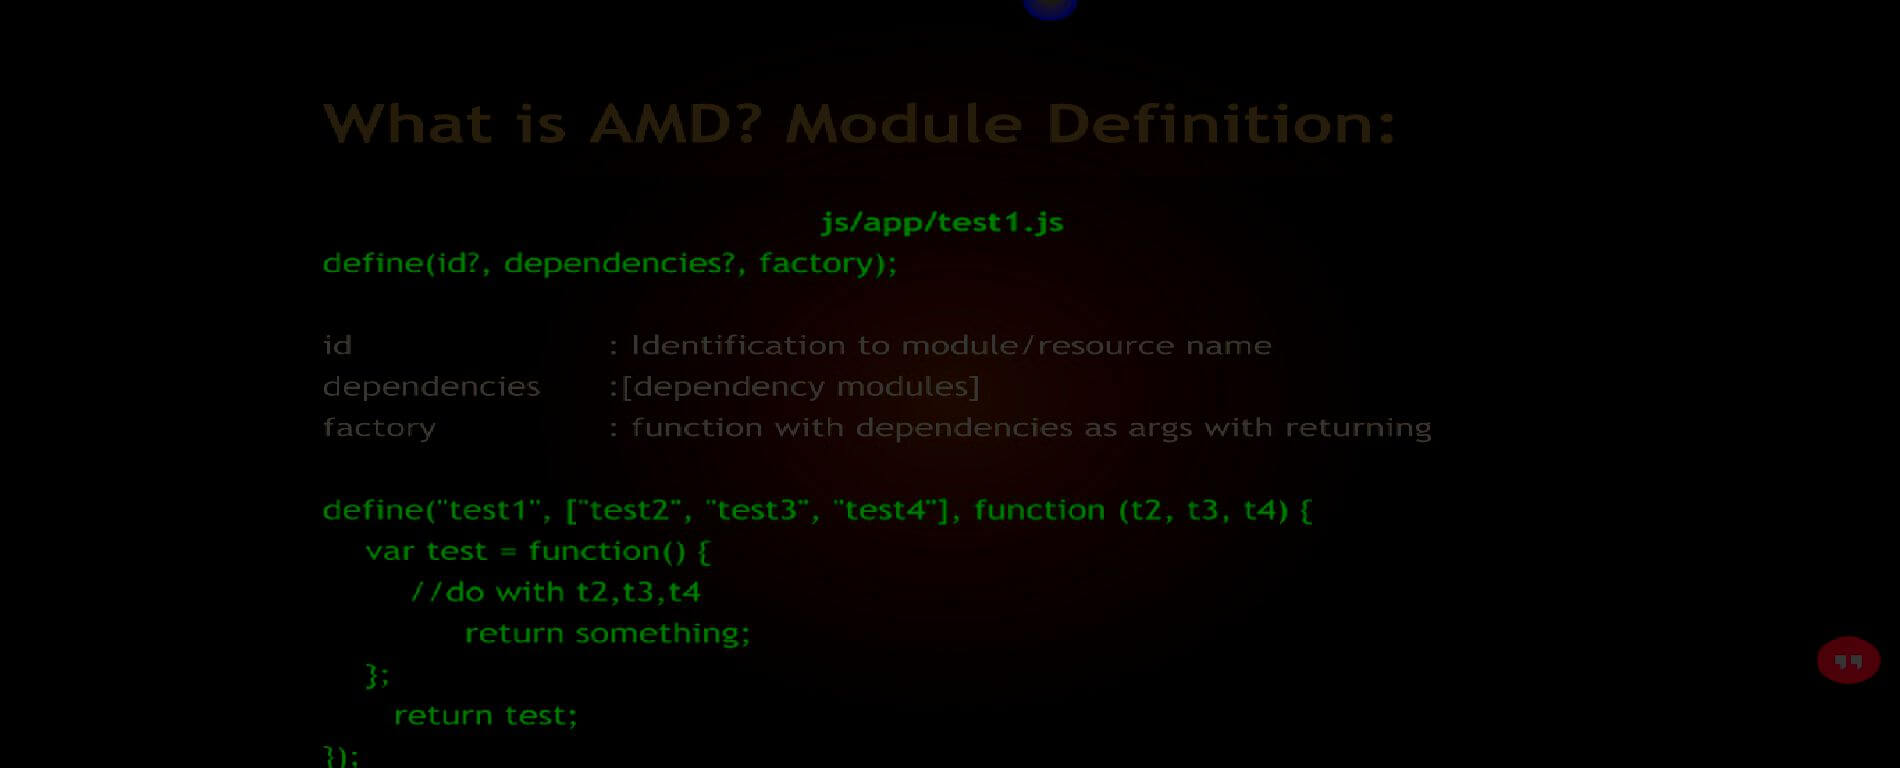 What is AMD? Module Definition:
js/app/test1.js
define(id?, dependencies?, factory);
id : Identification to module/resource name
dependencies :[dependency modules]
factory : function with dependencies as args with returning
define("test1", ["test2", "test3", "test4"], function (t2, t3, t4) {
var test = function() {
//do with t2,t3,t4
return something;
};
return test;
});